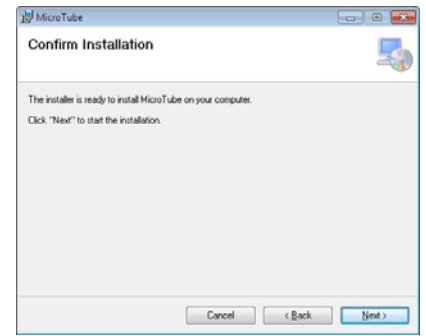 MicroTube
Confirm Installation
The installer is ready to install MicroTube on your computer.
Click "Next" to start the installation.
Cancel
< Back
Next >